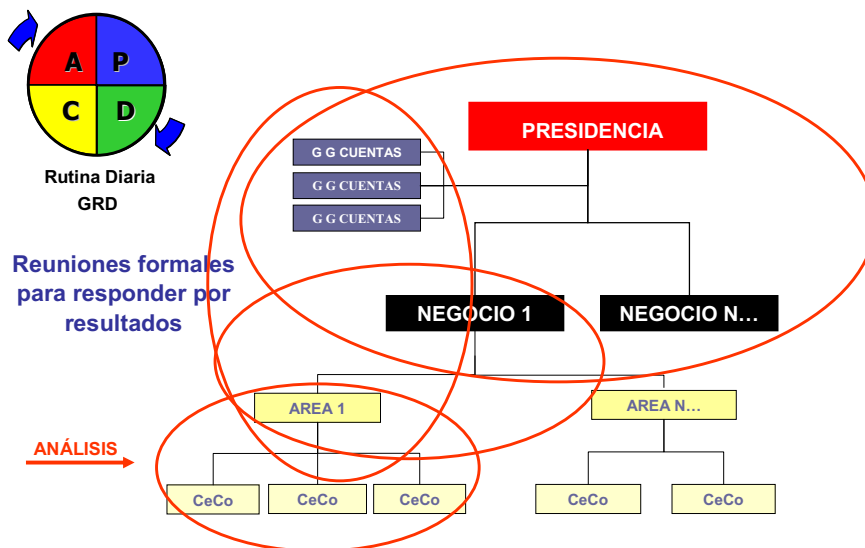 A P
C D
Rutina Diaria
GRD
Reuniones formales
para responder por
resultados
ANÁLISIS
PRESIDENCIA
G G CUENTAS
G G CUENTAS
G G CUENTAS
NEGOCIO 1
NEGOCIO N...
AREA 1
AREA N...
CeCo
CeCo
CeCo
CeCo
CeCo